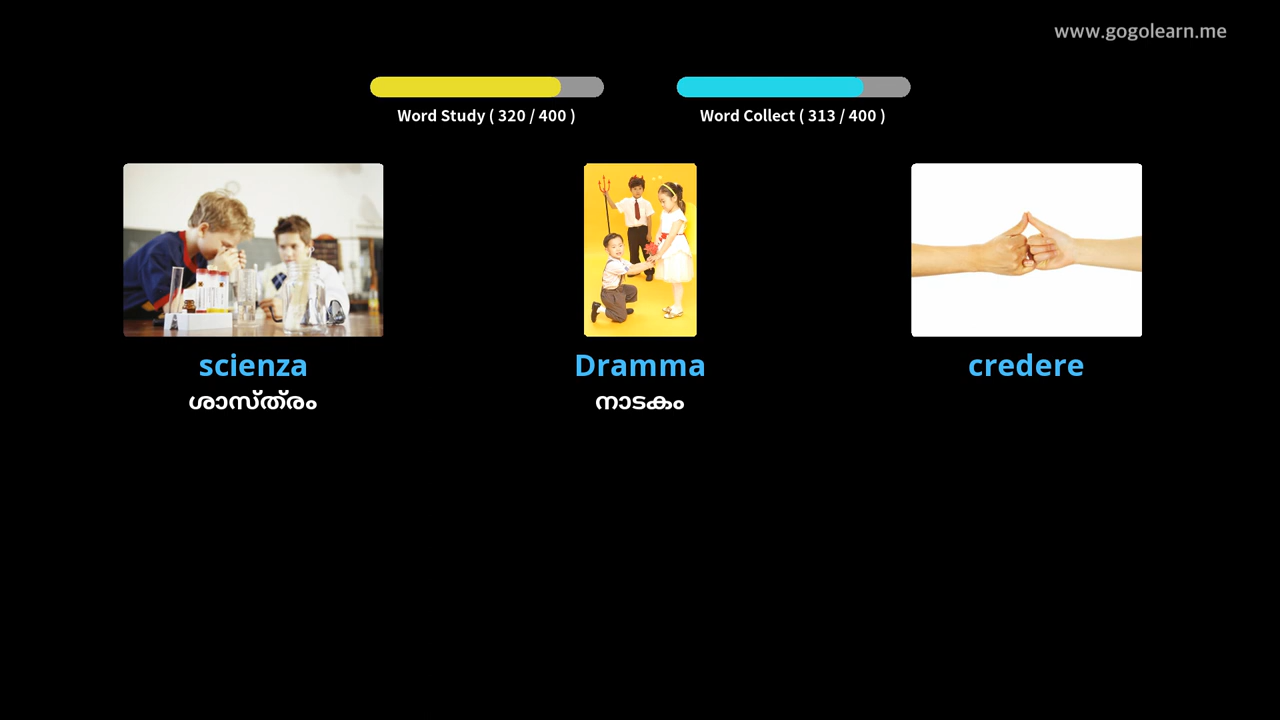 www.gogolearn.me
Word Study ( 320 / 400 )
Word Collect ( 313 / 400 )
scienza
ശാസ്ത്രം
Dramma
നാടകം
credere